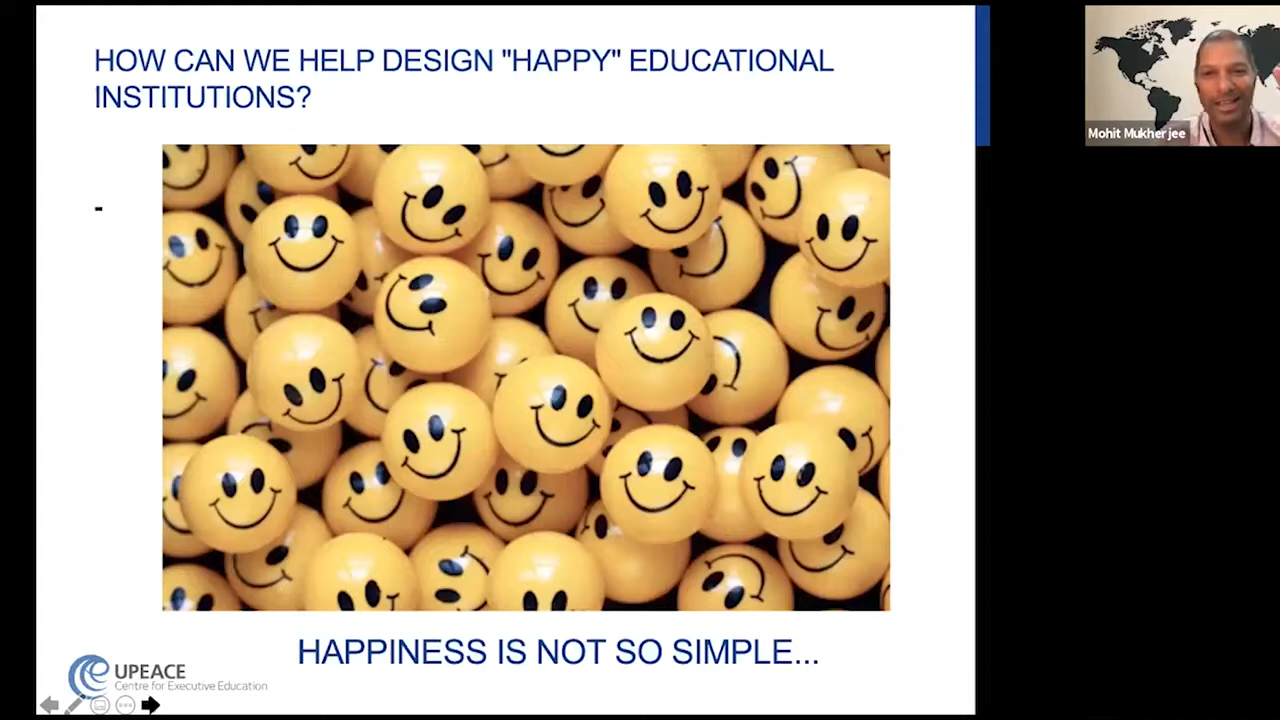 HOW CAN WE HELP DESIGN "HAPPY" EDUCATIONAL
INSTITUTIONS?
-
HAPPINESS IS NOT SO SIMPLE...
UPEACE
Centre for Executive Education
Mohit Mukherjee